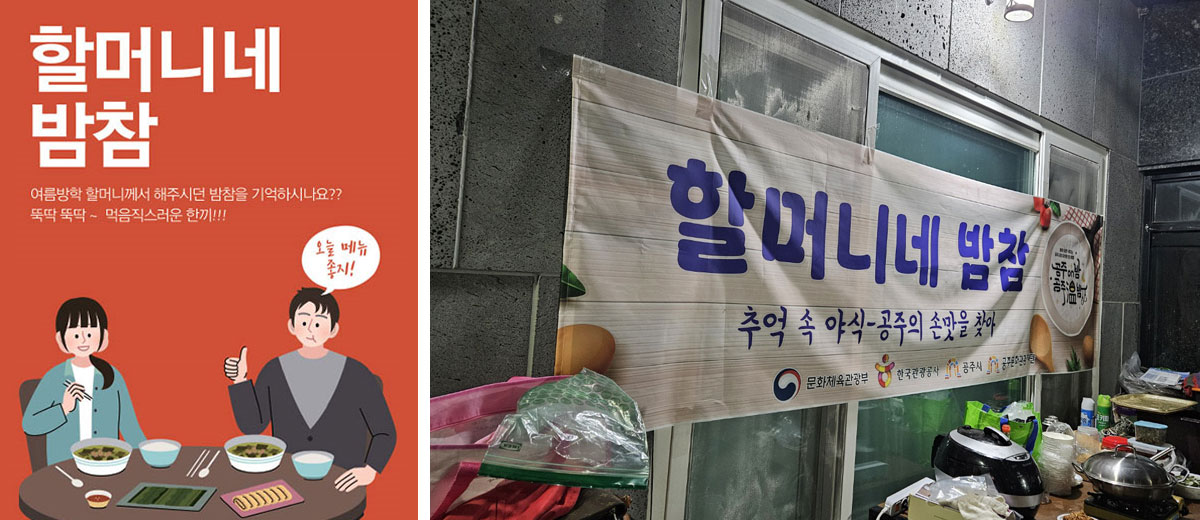 할머니네
밤참
여름방학 할머니께서 해주시던 밤참을 기억하시나요??
뚝딱 뚝딱 ~ 먹음직스러운 한끼!!!
오늘 메뉴
좋지!
할머니네 밤참
추억 속 야식-공주의 손맛을 찾아
문화체육관광부
한국관광공사
공주시